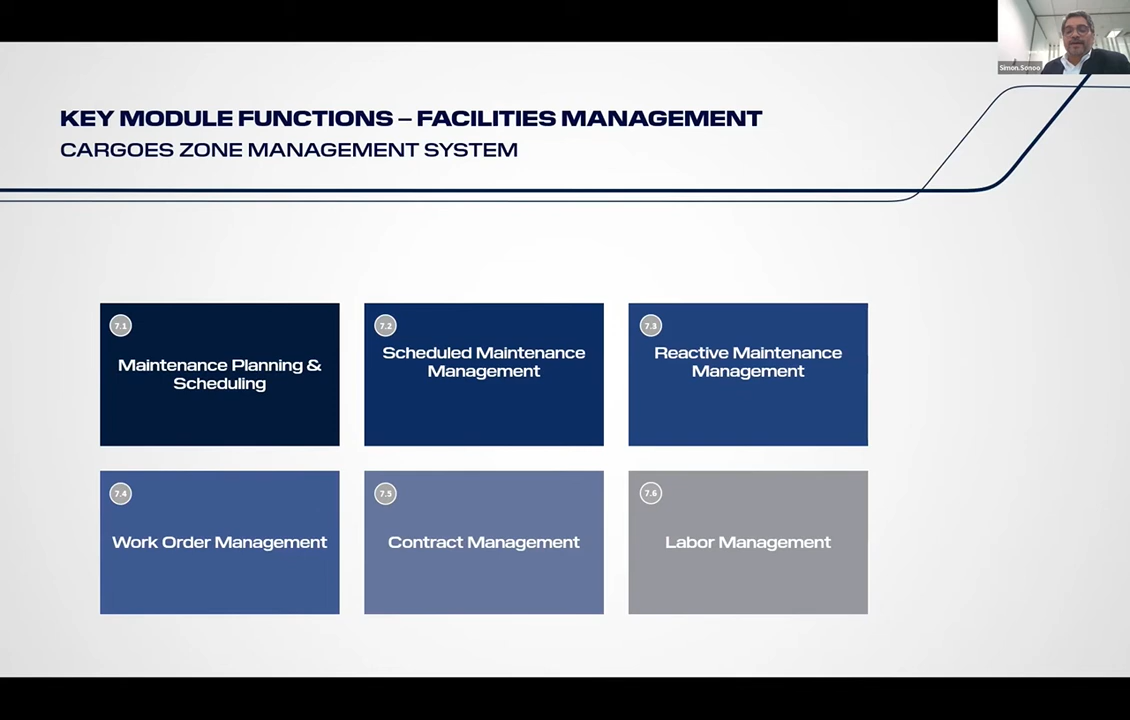 Simon.Sonoo
KEY MODULE FUNCTIONS – FACILITIES MANAGEMENT
CARGOES ZONE MANAGEMENT SYSTEM
7.1
Maintenance Planning &
Scheduling
7.2
Scheduled Maintenance
Management
7.3
Reactive Maintenance
Management
7.4
Work Order Management
7.5
Contract Management
7.6
Labor Management